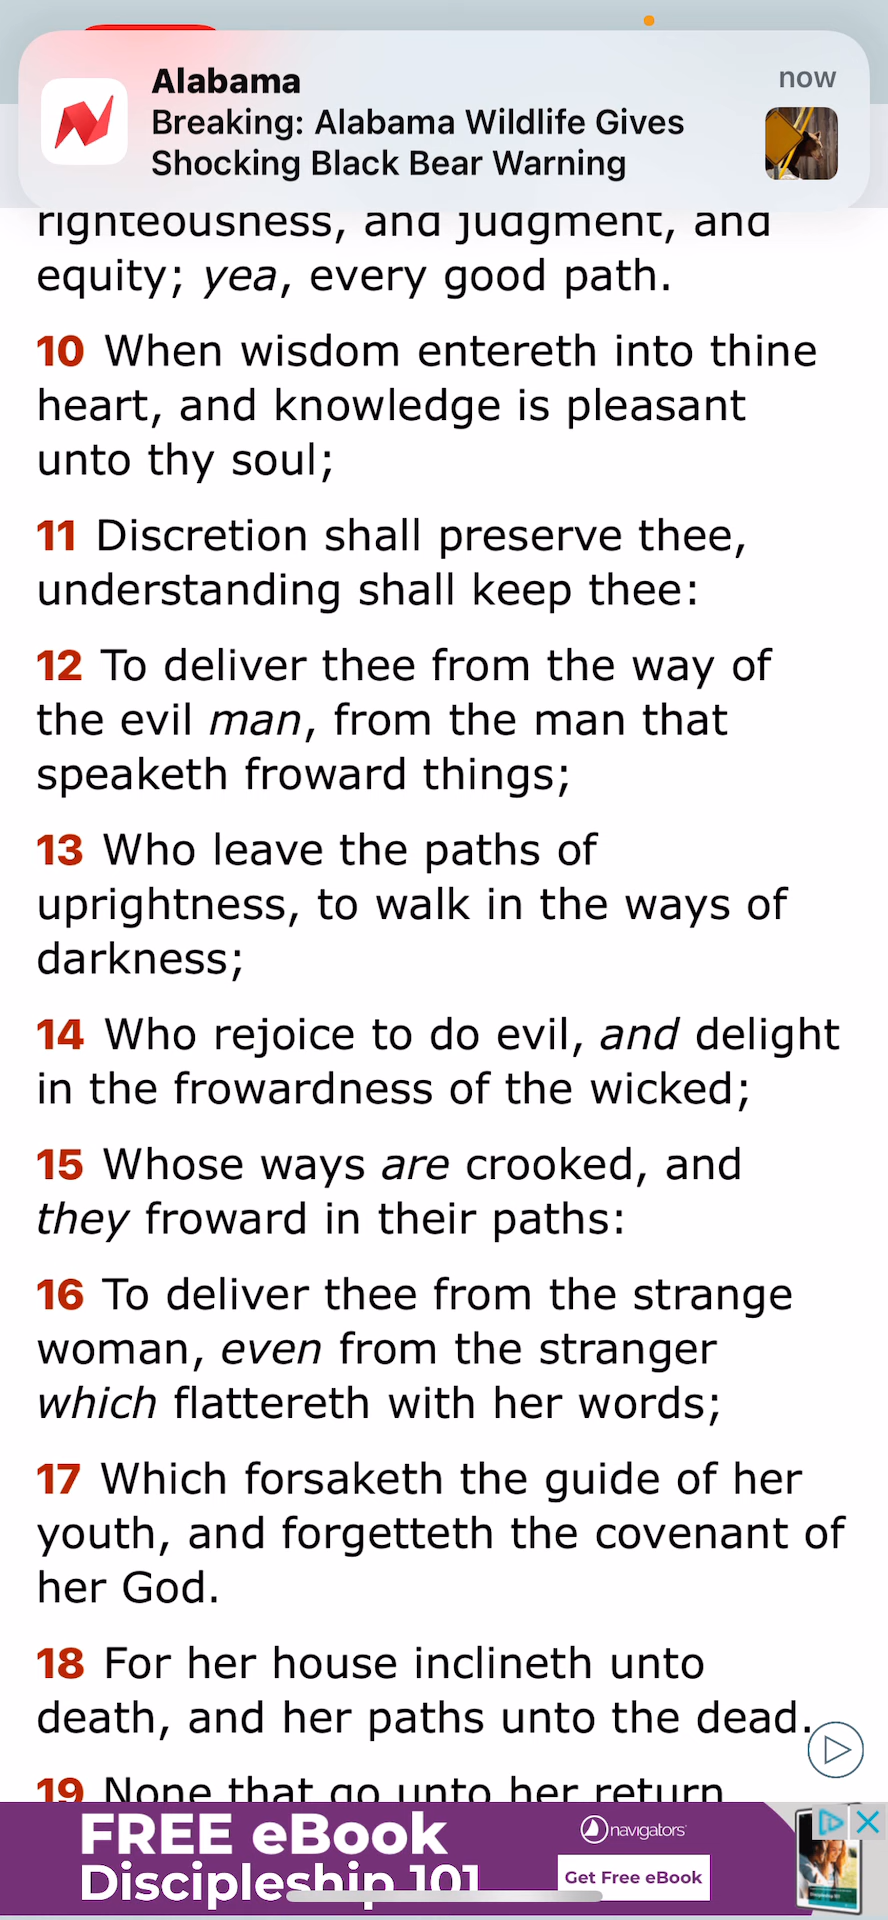 Alabama
now
Breaking: Alabama Wildlife Gives
Shocking Black Bear Warning
righteousness, and judgment, and
equity; yea, every good path.
10 When wisdom entereth into thine
heart, and knowledge is pleasant
unto thy soul;
11 Discretion shall preserve thee,
understanding shall keep thee:
12 To deliver thee from the way of
the evil man, from the man that
speaketh froward things;
13 Who leave the paths of
uprightness, to walk in the ways of
darkness;
14 Who rejoice to do evil, and delight
in the frowardness of the wicked;
15 Whose ways are crooked, and
they froward in their paths:
16 To deliver thee from the strange
woman, even from the stranger
which flattereth with her words;
17 Which forsaketh the guide of her
youth, and forgetteth the covenant of
her God.
18 For her house inclineth unto
death, and her paths unto the dead.
19 None that go unto her return
FREE eBook
Discipleship 101
navigators
Get Free eBook